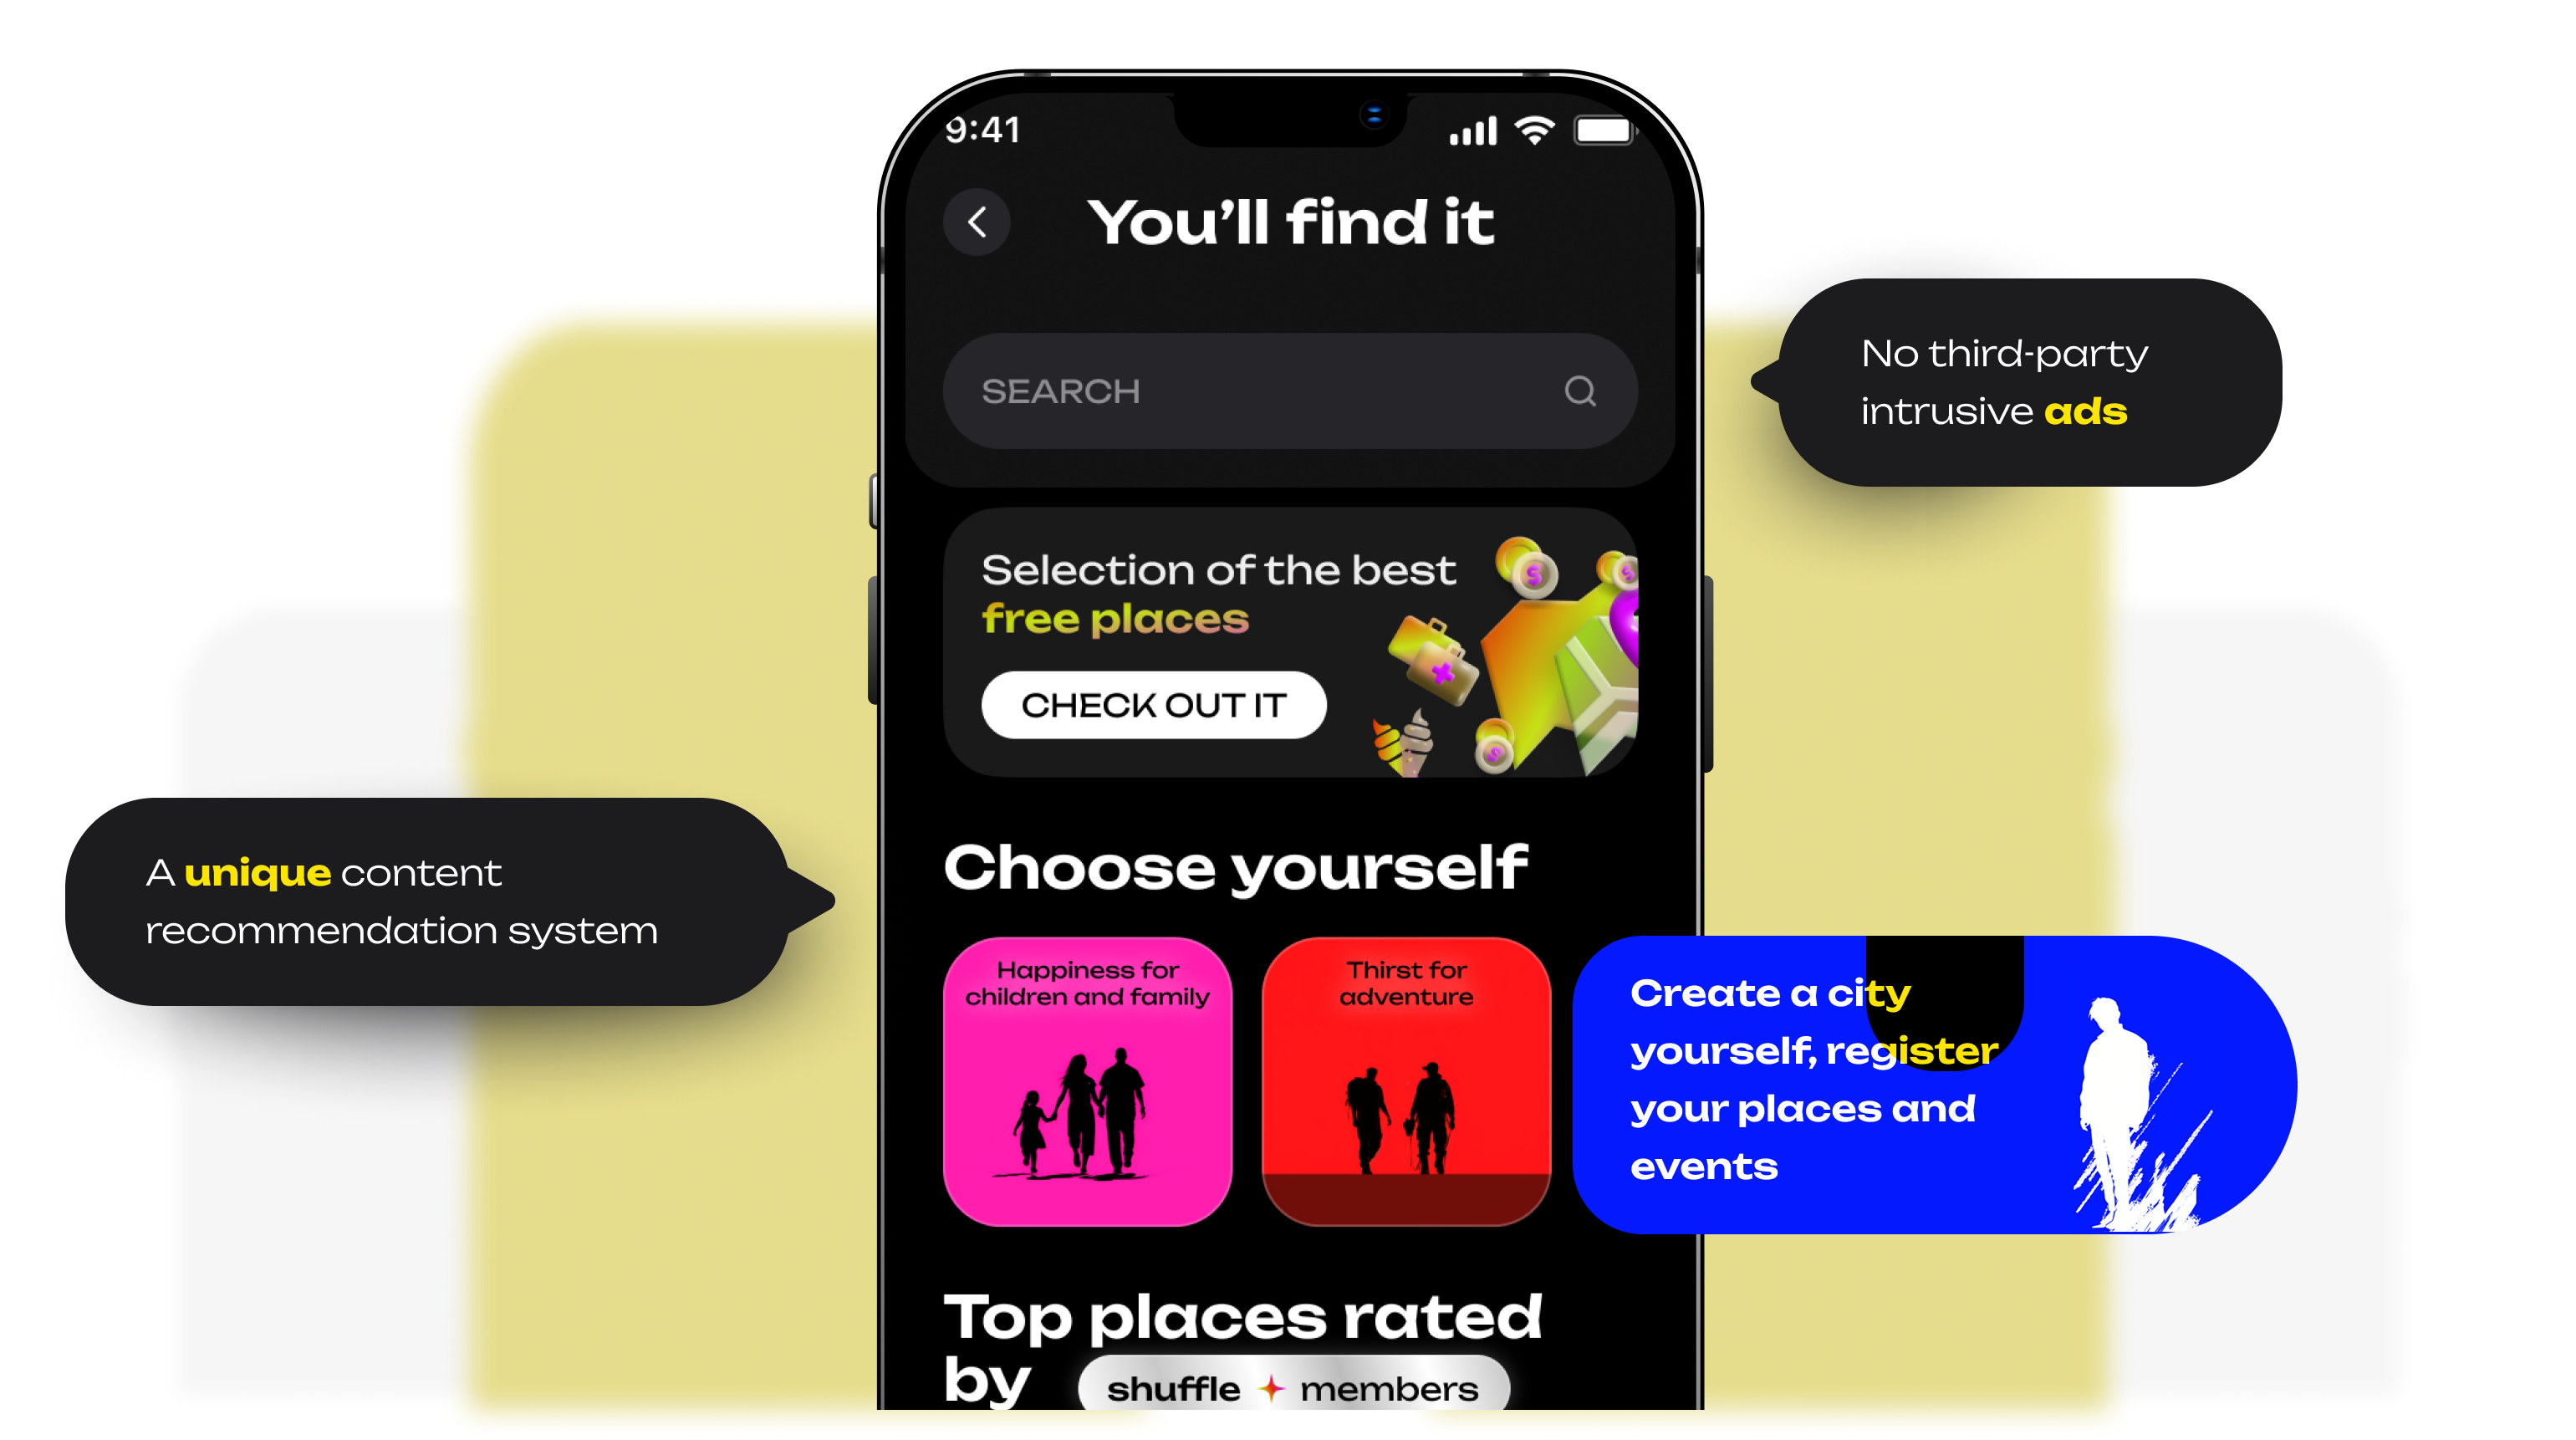 9:41
You’ll find it
SEARCH
No third-party
intrusive ads
Selection of the best
free places
CHECK OUT IT
Choose yourself
A unique content
recommendation system
Happiness for
children and family
Thirst for
adventure
Create a city
yourself, register
your places and
events
Top places rated
by shuffle members